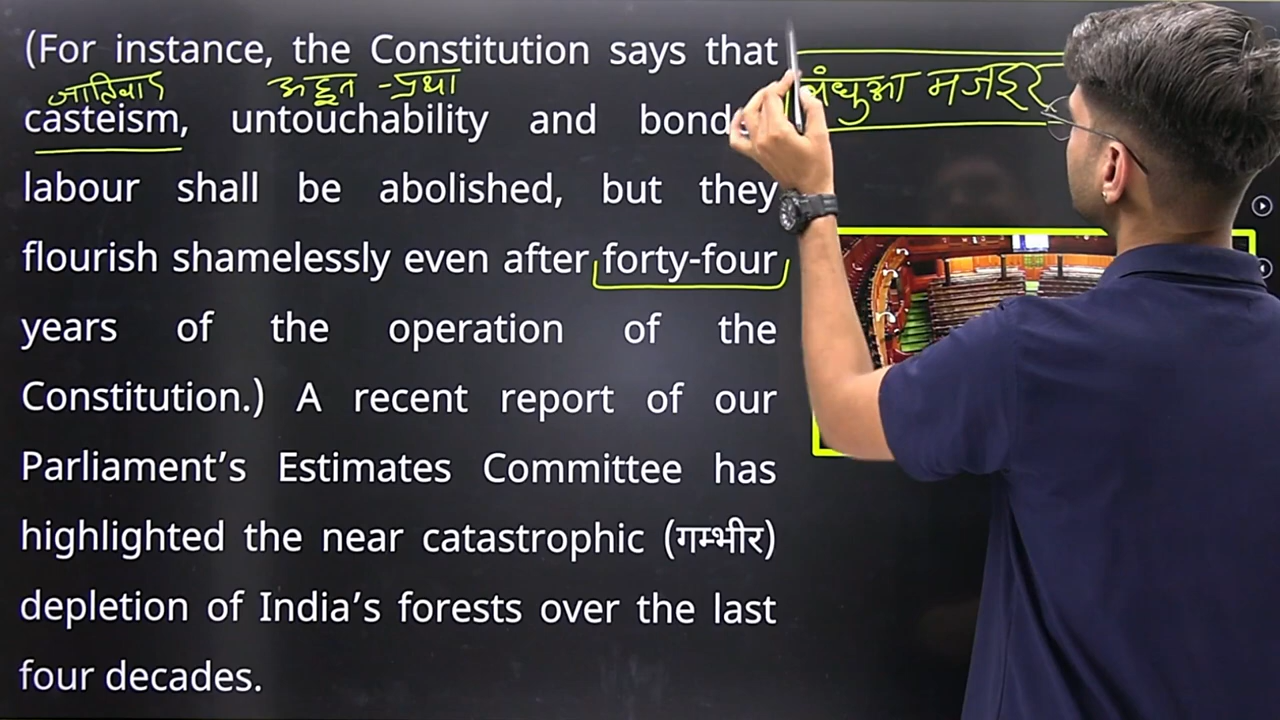 (For instance, the Constitution says that
बंधुआ मजदूर
जातिवाद अछूत -प्रथा
casteism, untouchability and
labour shall be abolished, but they
flourish shamelessly even after forty-four
years of the operation of the
Constitution.) A recent report of our
Parliament’s Estimates Committee has
highlighted the near catastrophic (गम्भीर)
depletion of India’s forests over the last
four decades.